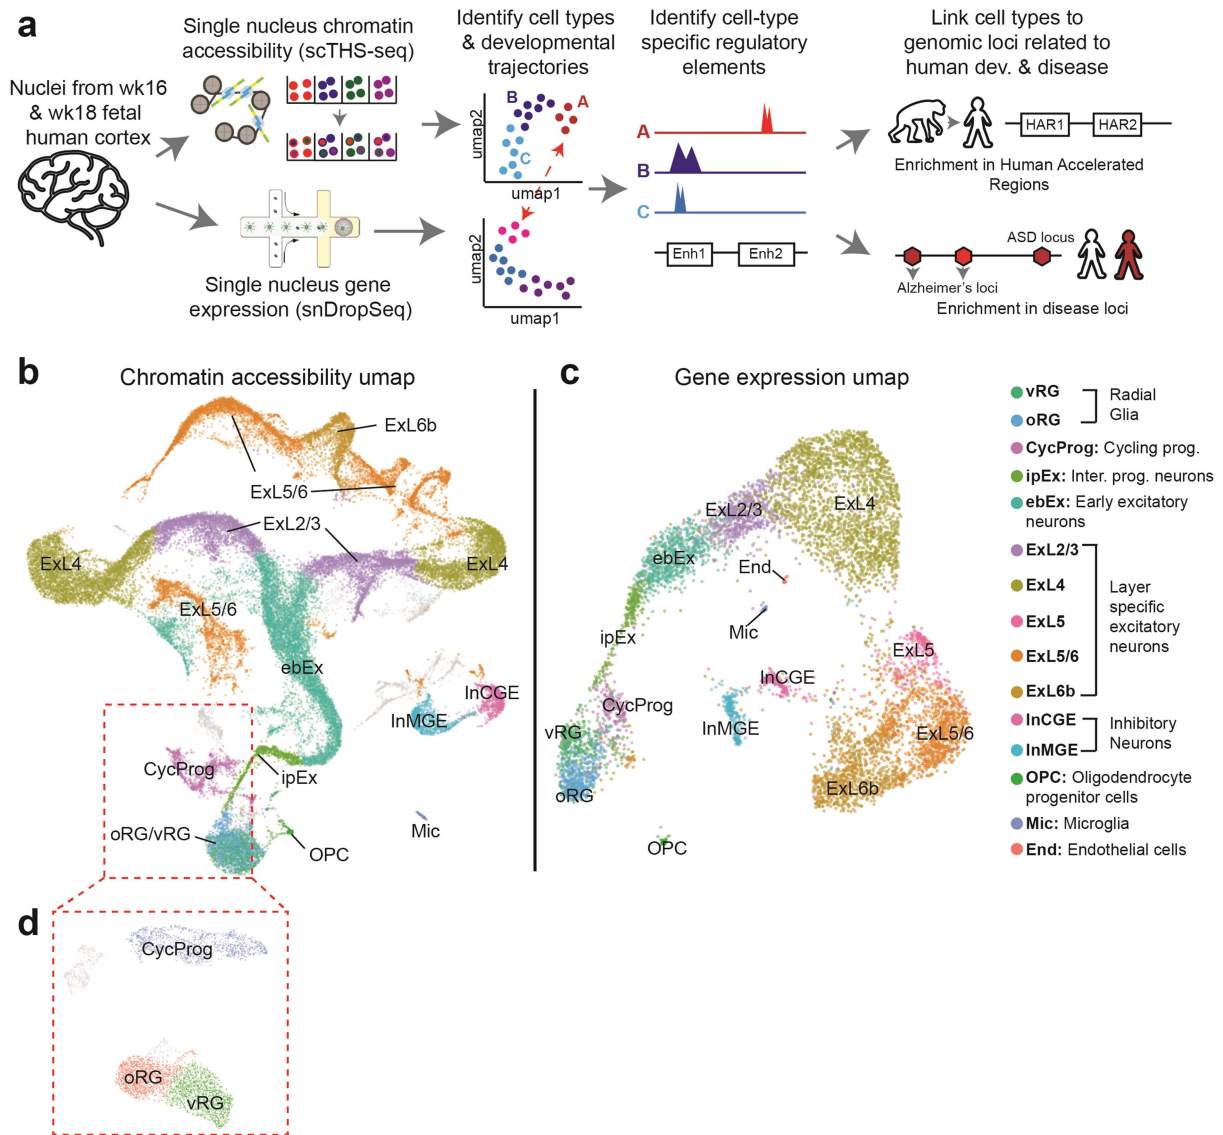 a
Nuclei from wk16
& wk18 fetal
human cortex
Single nucleus chromatin
accessibility (scTHS-seq)
Single nucleus gene
expression (snDropSeq)
Identify cell types
& developmental
trajectories
umap2
B
A
C
umap1
umap2
umap1
Identify cell-type
specific regulatory
elements
A
B
C
Enh1
Enh2
Link cell types to
genomic loci related to
human dev. & disease
HAR1
HAR2
Enrichment in Human Accelerated
Regions
ASD locus
Alzheimer's loci
Enrichment in disease loci
b
Chromatin accessibility umap
ExL6b
ExL5/6
ExL2/3
ExL4
ExL4
ExL5/6
ebEx
InCGE
InMGE
CycProg
ipEx
Mic
oRG/vRG
OPC
c
Gene expression umap
ExL2/3
ExL4
ebEx
End
Mic
ipEx
ExL5
InCGE
CycProg
InMGE
vRG
ExL5/6
oRG
ExL6b
OPC
vRG
oRG
Radial
Glia
CycProg: Cycling prog.
ipEx: Inter. prog. neurons
ebEx: Early excitatory
neurons
ExL2/3
ExL4
ExL5
ExL5/6
ExL6b
Layer
specific
excitatory
neurons
InCGE
InMGE
Inhibitory
Neurons
OPC: Oligodendrocyte
progenitor cells
Mic: Microglia
End: Endothelial cells
d
CycProg
oRG
vRG